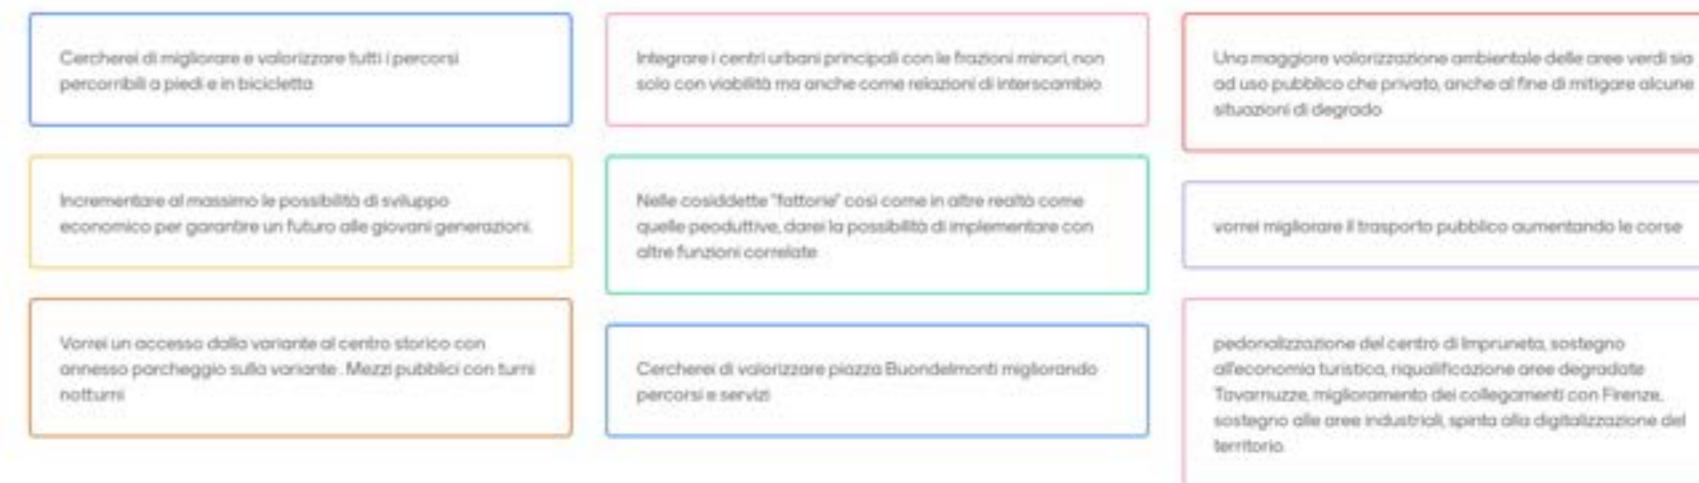 Cercherei di migliorare e valorizzare tutti i percorsi
percorribili a piedi e in bicicletta
Incrementare al massimo le possibilità di sviluppo
economico per garantire un futuro alle giovani generazioni.
Vorrei un accesso dalla variante al centro storico con
annesso parcheggio sulla variante . Mezzi pubblici con turni
notturni
Integrare i centri urbani principali con le frazioni minori, non
solo con viabilità ma anche come relazioni di interscambio
Nelle cosiddette "fattorie" così come in altre realtà come
quelle peoduttive, darei la possibilità di implementare con
altre funzioni correlate
Cercherei di valorizzare piazza Buondelmonti migliorando
percorsi e servizi
Una maggiore valorizzazione ambientale delle aree verdi sia
ad uso pubblico che privato, anche al fine di mitigare alcune
situazioni di degrado
vorrei migliorare il trasporto pubblico aumentando le corse
pedonalizzazione del centro di Impruneta, sostegno
all'economia turistica, riqualificazione aree degradate
Tavarnuzze, miglioramento dei collegamenti con Firenze,
sostegno alle aree industriali, spinta alla digitalizzazione del
territorio.